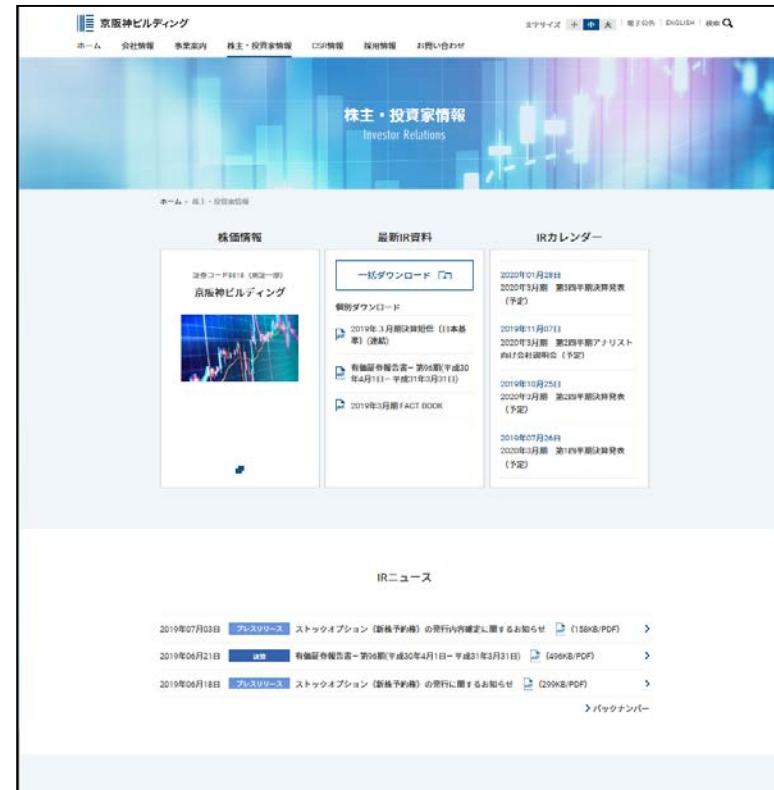 京阪神ビルディング
文字サイズ 小 中 大 電子公告 ENGLISH 検索
ホーム 会社情報 事業案内 株主・投資家情報 CSR情報 採用情報 お問い合わせ
株主・投資家情報
Investor Relations
ホーム > 株主・投資家情報
株価情報
証券コード8818（東証一部）
京阪神ビルディング
最新IR資料
一括ダウンロード
個別ダウンロード
2019年３月期決算短信（日本基
準）（連結）
有価証券報告書− 第96期(平成30
年4月1日− 平成31年3月31日)
2019年3月期 FACT BOOK
IRカレンダー
2020年01月28日
2020年3月期 第3四半期決算発表
（予定）
2019年11月07日
2020年3月期 第2四半期アナリスト
向け会社説明会（予定）
2019年10月25日
2020年3月期 第2四半期決算発表
（予定）
2019年07月26日
2020年3月期 第1四半期決算発表
（予定）
IRニュース
2019年07月03日 プレスリリース ストックオプション（新株予約権）の発行内容確定に関するお知らせ (158KB/PDF)
2019年06月21日 決算 有価証券報告書− 第96期(平成30年4月1日− 平成31年3月31日) (496KB/PDF)
2019年06月18日 プレスリリース ストックオプション（新株予約権）の発行に関するお知らせ (299KB/PDF)
バックナンバー